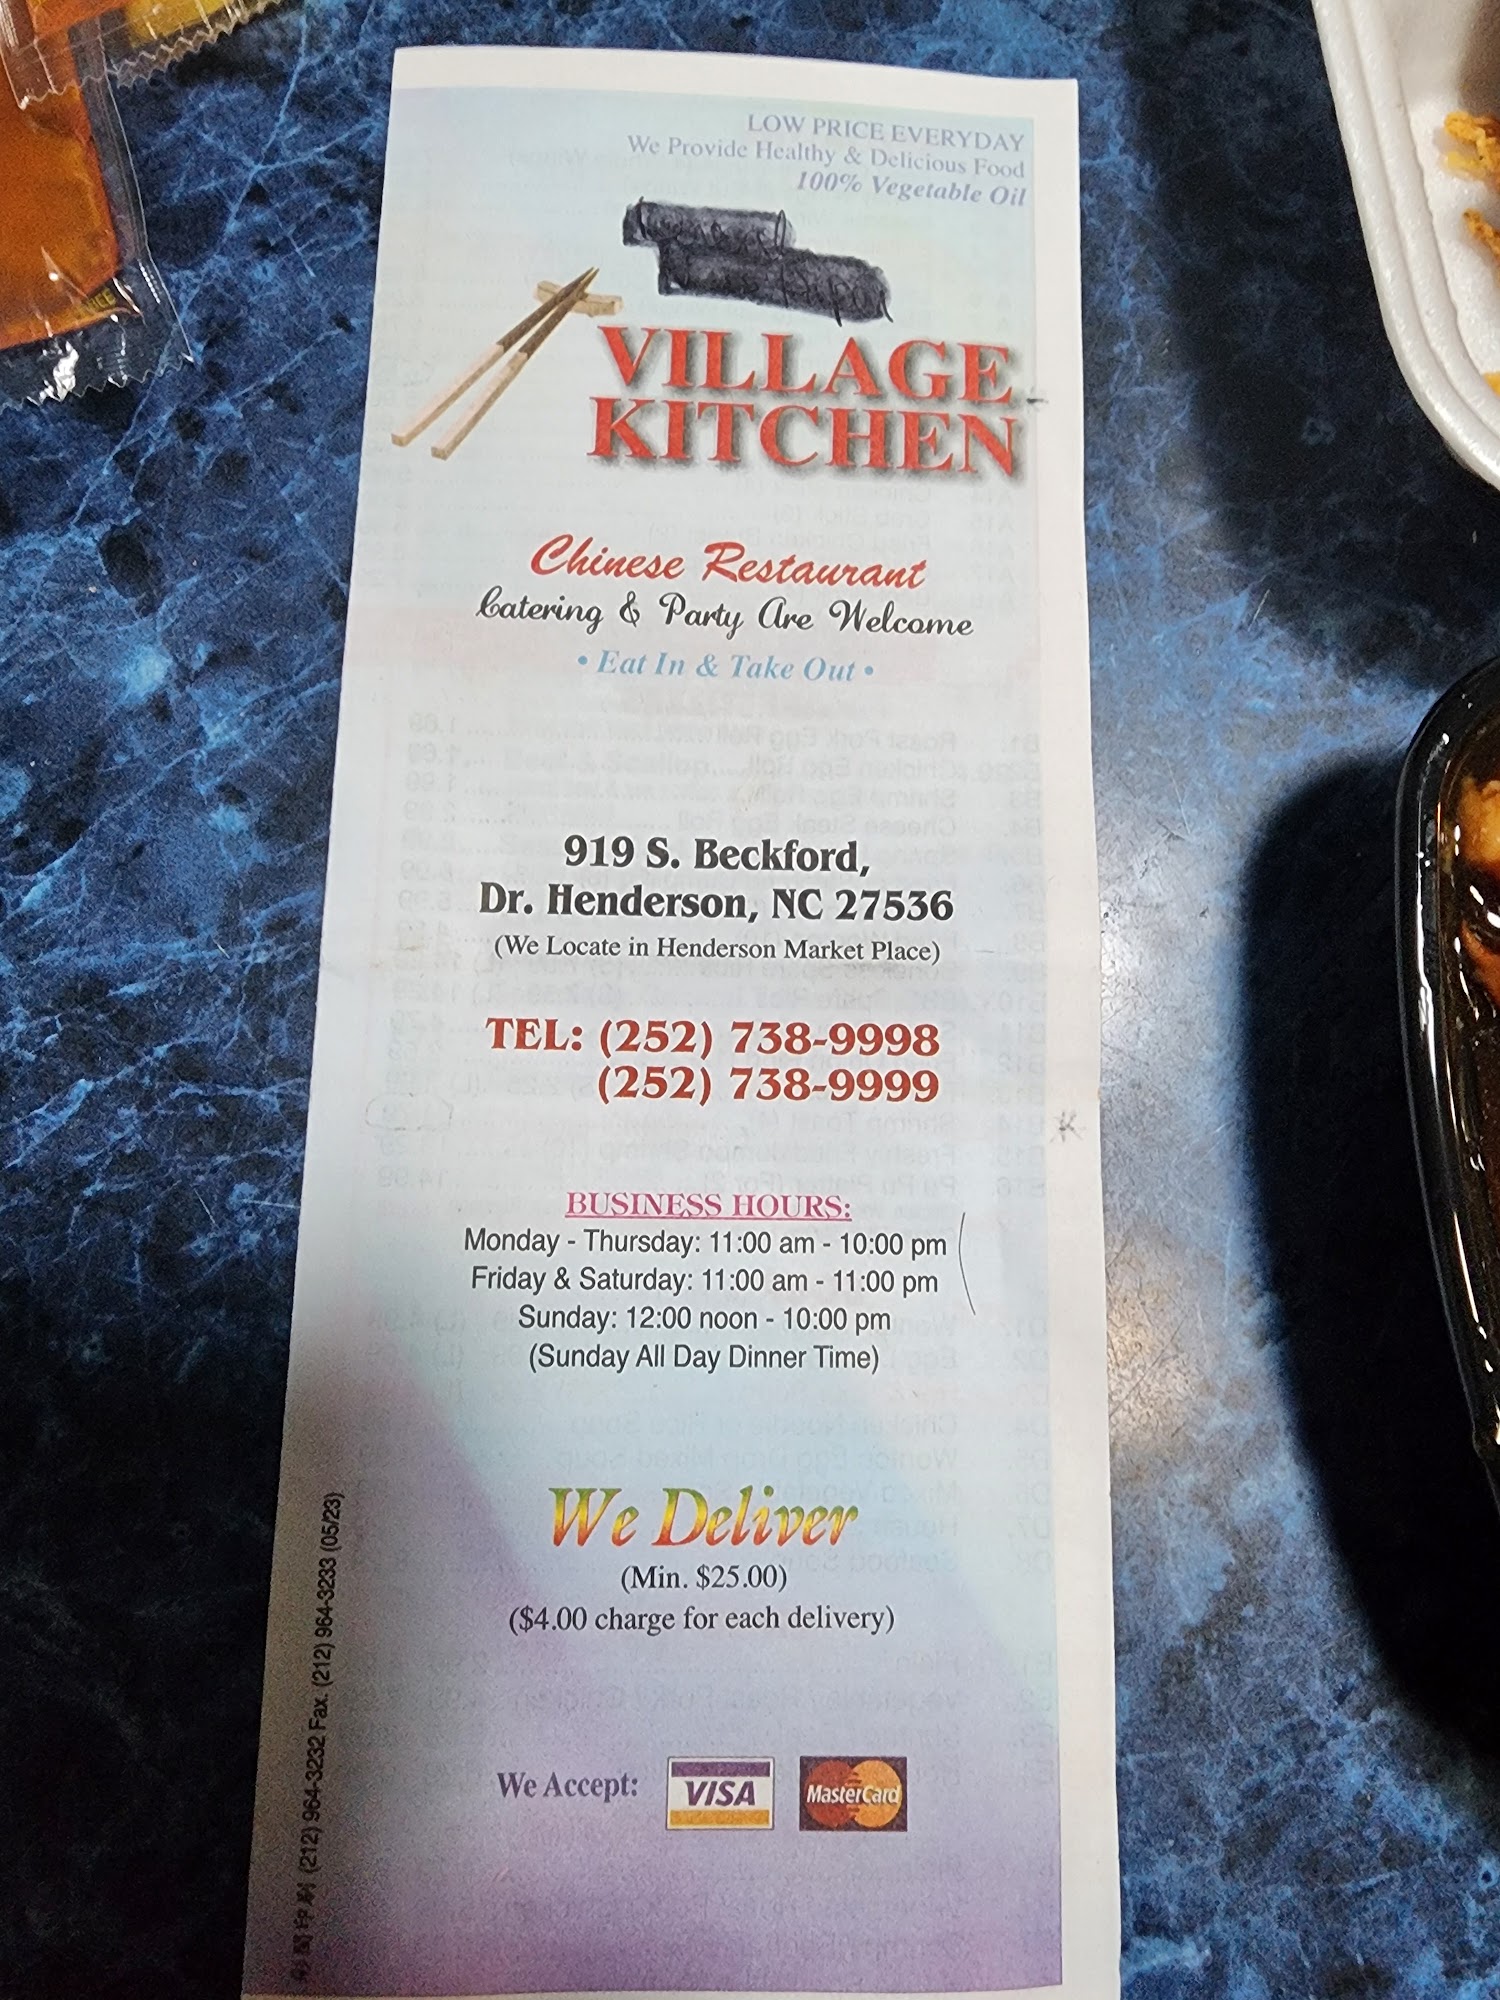 LOW PRICE EVERYDAY
We Provide Healthy & Delicious Food
100% Vegetable Oil
VILLAGE
KITCHEN
Chinese Restaurant
Catering & Party Are Welcome
• Eat In & Take Out •
919 S. Beckford,
Dr. Henderson, NC 27536
(We Locate in Henderson Market Place)
TEL: (252) 738-9998
(252) 738-9999
BUSINESS HOURS:
Monday - Thursday: 11:00 am - 10:00 pm
Friday & Saturday: 11:00 am - 11:00 pm
Sunday: 12:00 noon - 10:00 pm
(Sunday All Day Dinner Time)
We Deliver
(Min. $25.00)
($4.00 charge for each delivery)
We Accept: VISA MasterCard
印刷 (212) 964-3232 Fax. (212) 964-3233 (05/23)